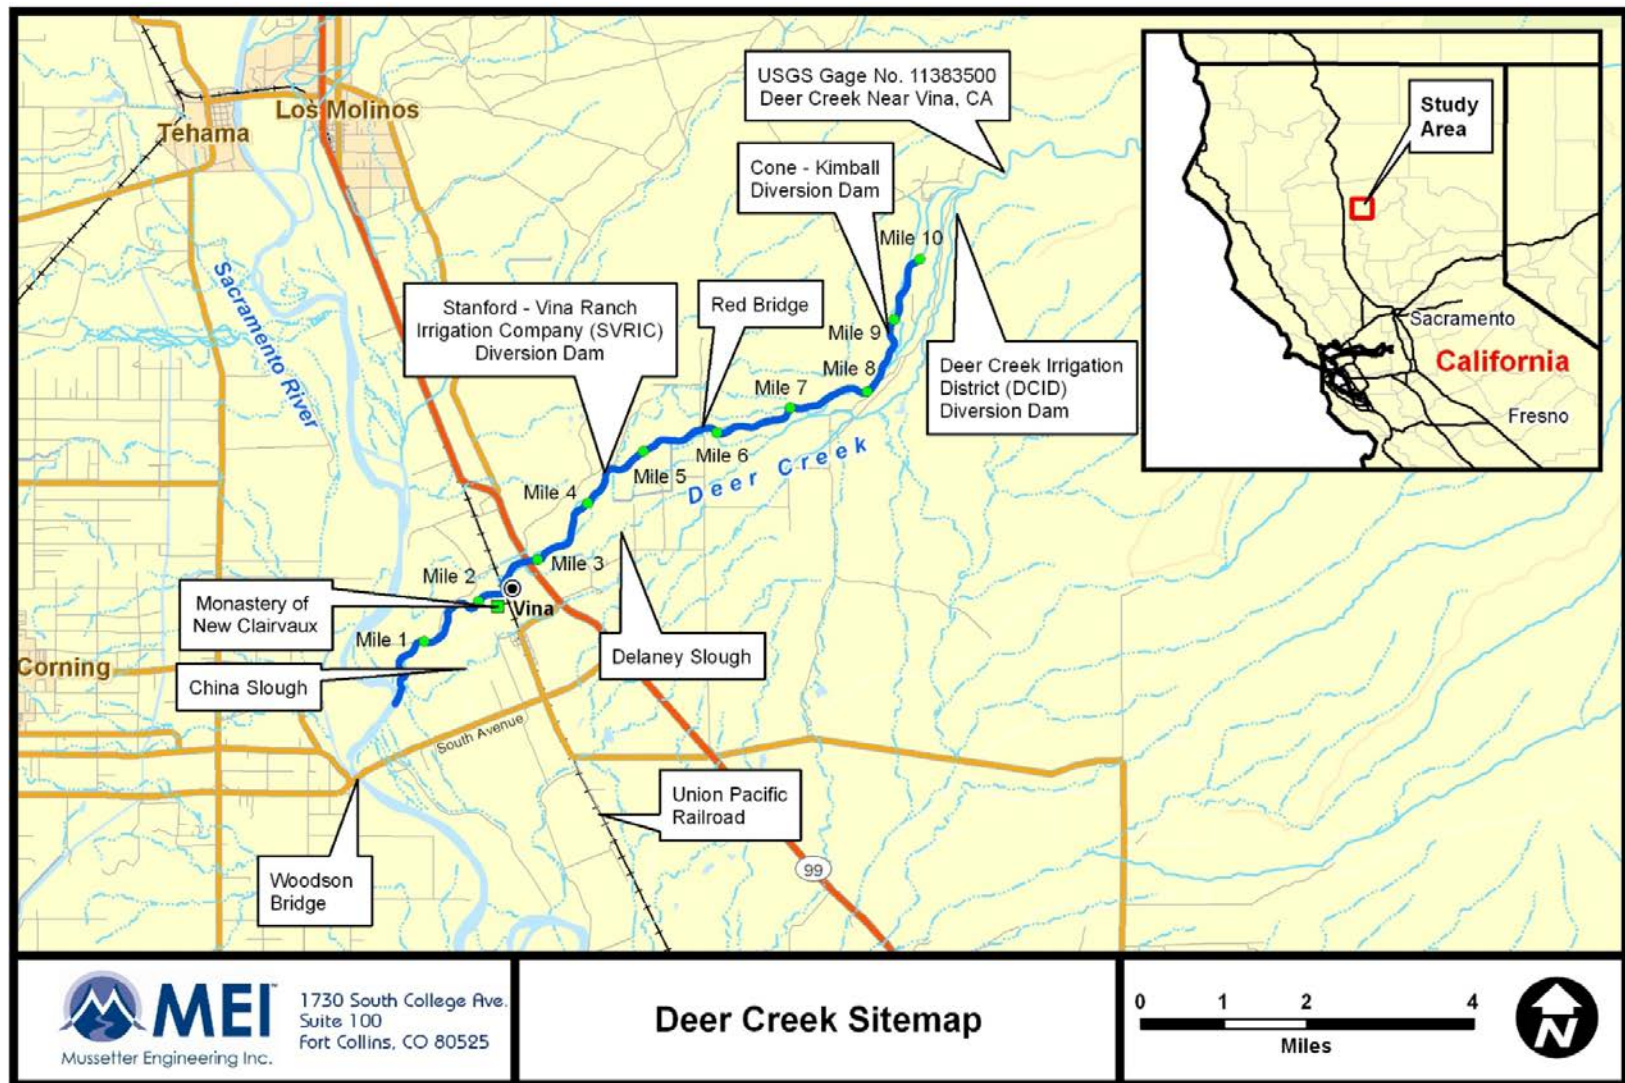 USGS Gage No. 11383500
Deer Creek Near Vina, CA
Study
Area
Los Molinos
Tehama
Cone - Kimball
Diversion Dam
Mile 10
Sacramento River
Stanford - Vina Ranch
Irrigation Company (SVRIC)
Diversion Dam
Red Bridge
Mile 9
Mile 8
Mile 7
Deer Creek Irrigation
District (DCID)
Diversion Dam
Sacramento
California
Fresno
Mile 6
Mile 5
Deer Creek
Mile 4
Mile 3
Mile 2
Monastery of
New Clairvaux
Vina
Mile 1
Delaney Slough
Corning
China Slough
South Avenue
Union Pacific
Railroad
99
Woodson
Bridge
MEI™
Mussetter Engineering Inc.
1730 South College Ave.
Suite 100
Fort Collins, CO 80525
Deer Creek Sitemap
0 1 2 4
Miles
N